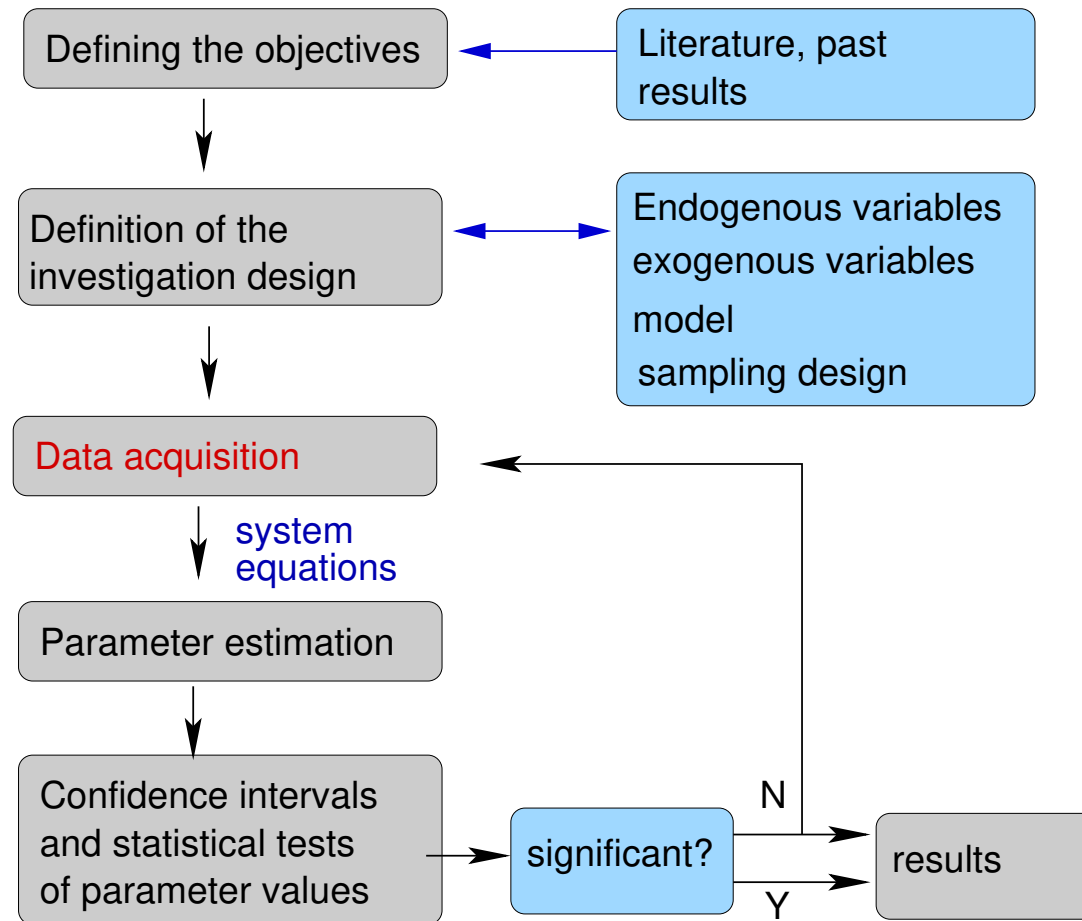 Defining the objectives
Literature, past
results
Definition of the
investigation design
Endogenous variables
exogenous variables
model
sampling design
Data acquisition
system
equations
Parameter estimation
Confidence intervals
and statistical tests
of parameter values
significant?
N
Y
results